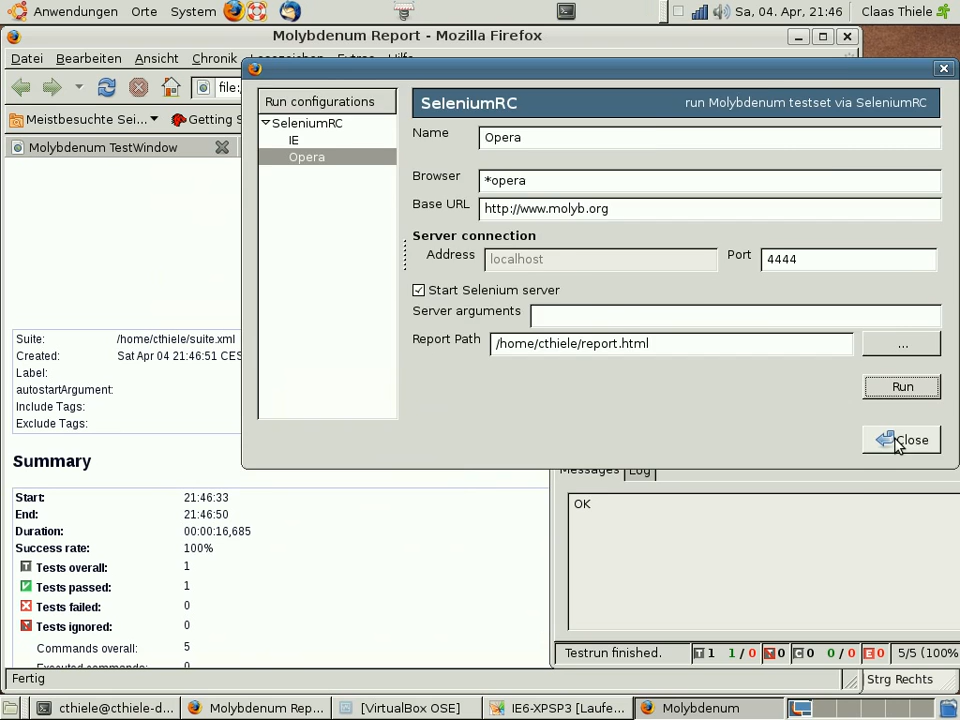 Anwendungen Orte System Sa, 04. Apr, 21:46 Claas Thiele
Molybdenum Report - Mozilla Firefox
Datei Bearbeiten Ansicht Chronik
file:
Meistbesuchte Sei... Getting S
Molybdenum TestWindow
Run configurations
SeleniumRC
IE
Opera
SeleniumRC run Molybdenum testset via SeleniumRC
Name Opera
Browser *opera
Base URL http://www.molyb.org
Server connection
Address localhost Port 4444
Start Selenium server
Server arguments
Report Path /home/cthiele/report.html ...
Run
Close
Suite: /home/cthiele/suite.xml
Created: Sat Apr 04 21:46:51 CES
Label:
autostartArgument:
Include Tags:
Exclude Tags:
Summary
Start: 21:46:33
End: 21:46:50
Duration: 00:00:16,685
Success rate: 100%
Tests overall: 1
Tests passed: 1
Tests failed: 0
Tests ignored: 0
Commands overall: 5
Messages Log
OK
Testrun finished. T 1 1 / 0 0 C 0 0 / 0 E 0 5/5 (100%
Fertig
Strg Rechts
cthiele@cthiele-d... Molybdenum Rep... [VirtualBox OSE] IE6-XPSP3 [Laufe... Molybdenum